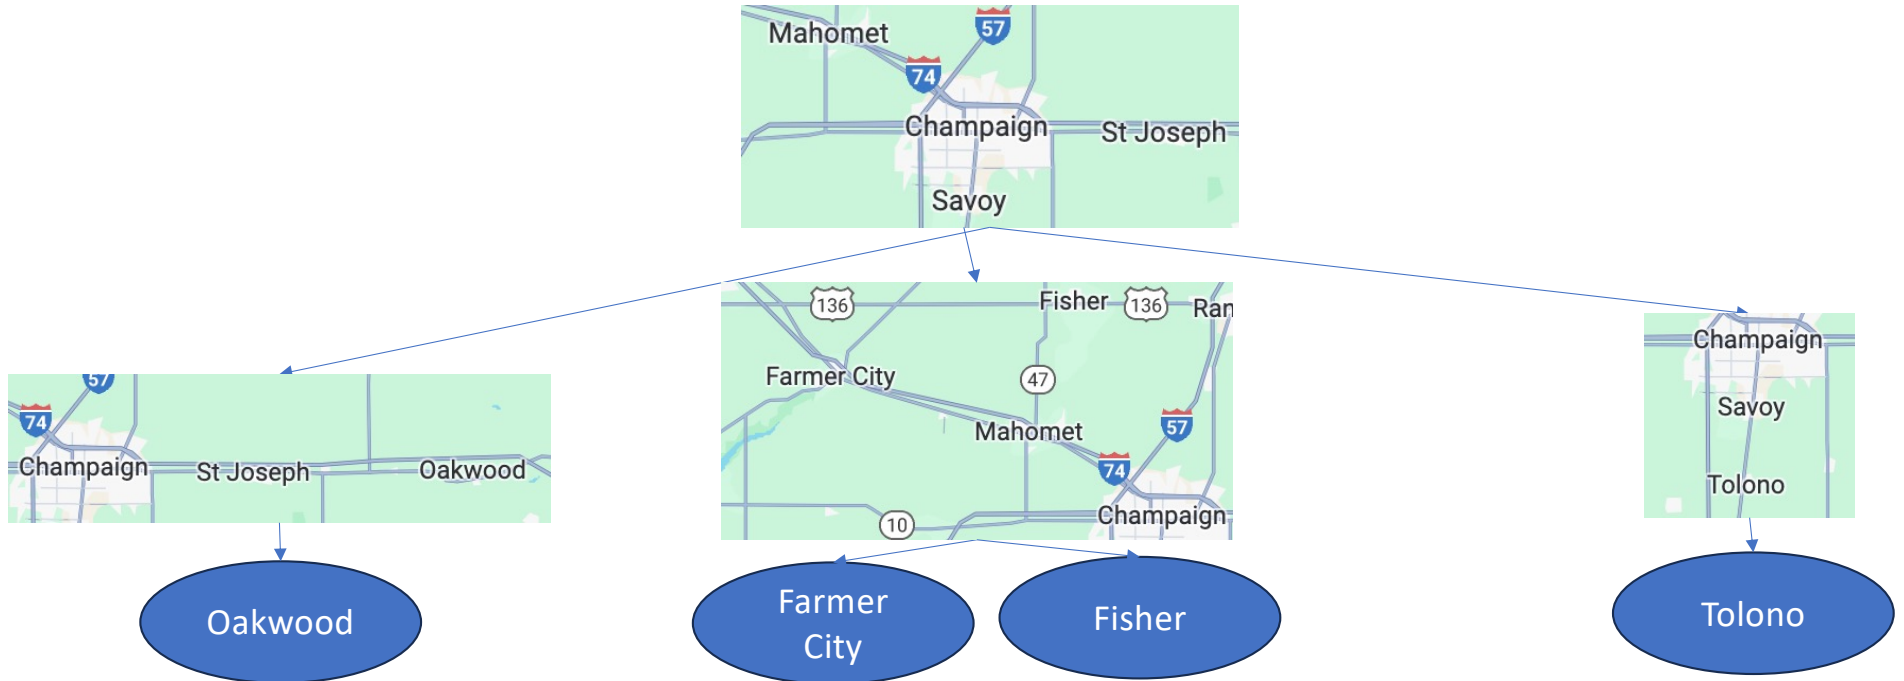 Mahomet
57
74
Champaign
St Joseph
Savoy
57
74
Champaign
St Joseph
Oakwood
136
Fisher
136
Ran
Farmer City
47
Mahomet
57
74
10
Champaign
Champaign
Savoy
Tolono
Oakwood
Farmer
City
Fisher
Tolono